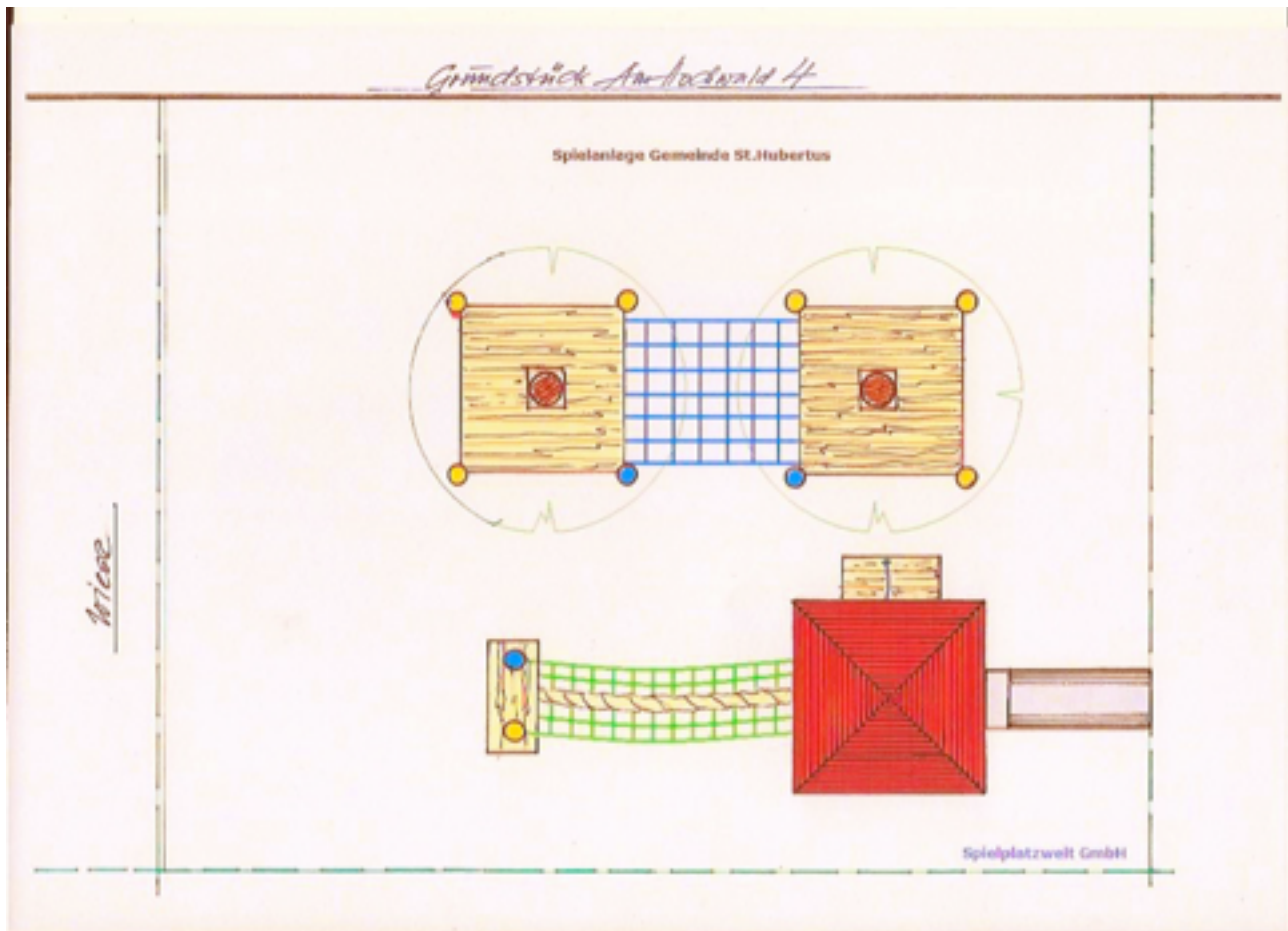 Grundstück Am Hochwald 4
Spielanlage Gemeinde St.Hubertus
Wiese
Spielplatzwelt GmbH